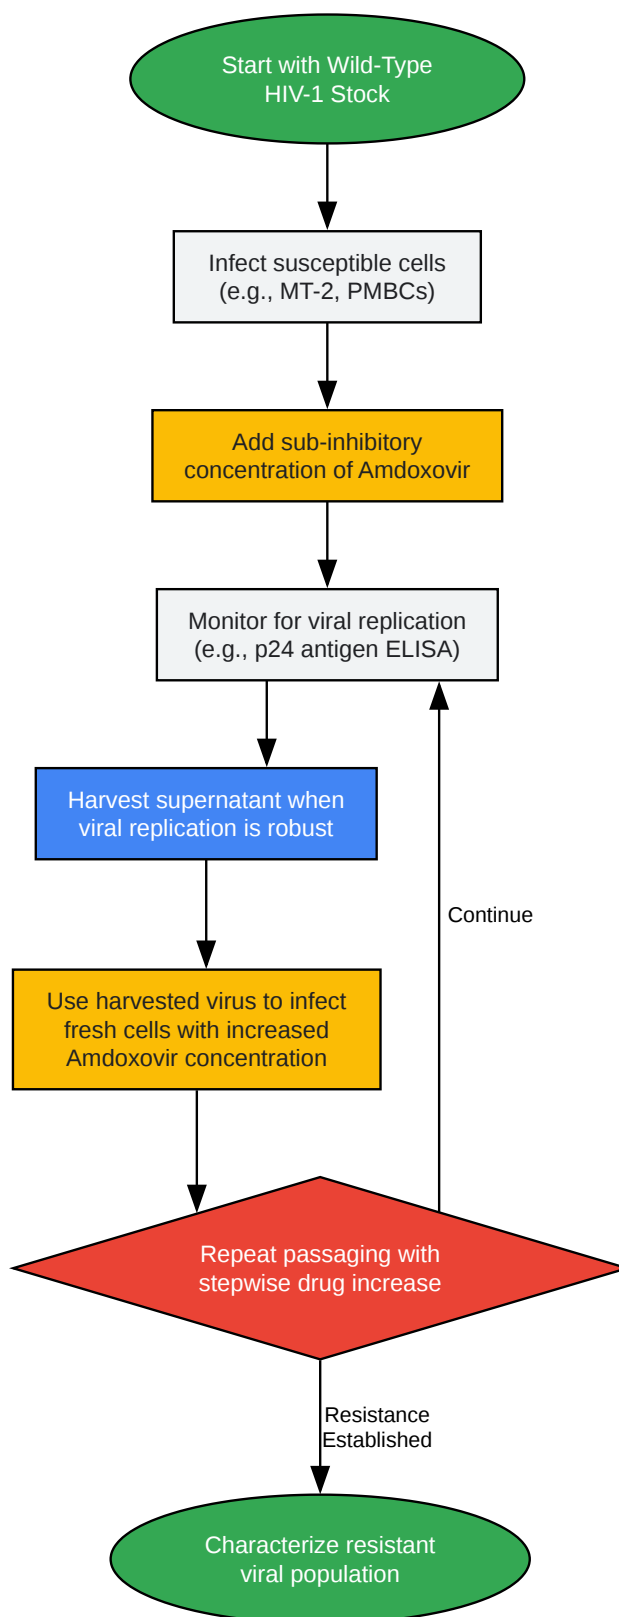 Start with Wild-Type
HIV-1 Stock
Infect susceptible cells
(e.g., MT-2, PMBCs)
Add sub-inhibitory
concentration of Amdoxovir
Monitor for viral replication
(e.g., p24 antigen ELISA)
Harvest supernatant when
viral replication is robust
Continue
Use harvested virus to infect
fresh cells with increased
Amdoxovir concentration
Repeat passaging with
stepwise drug increase
Resistance
Established
Characterize resistant
viral population